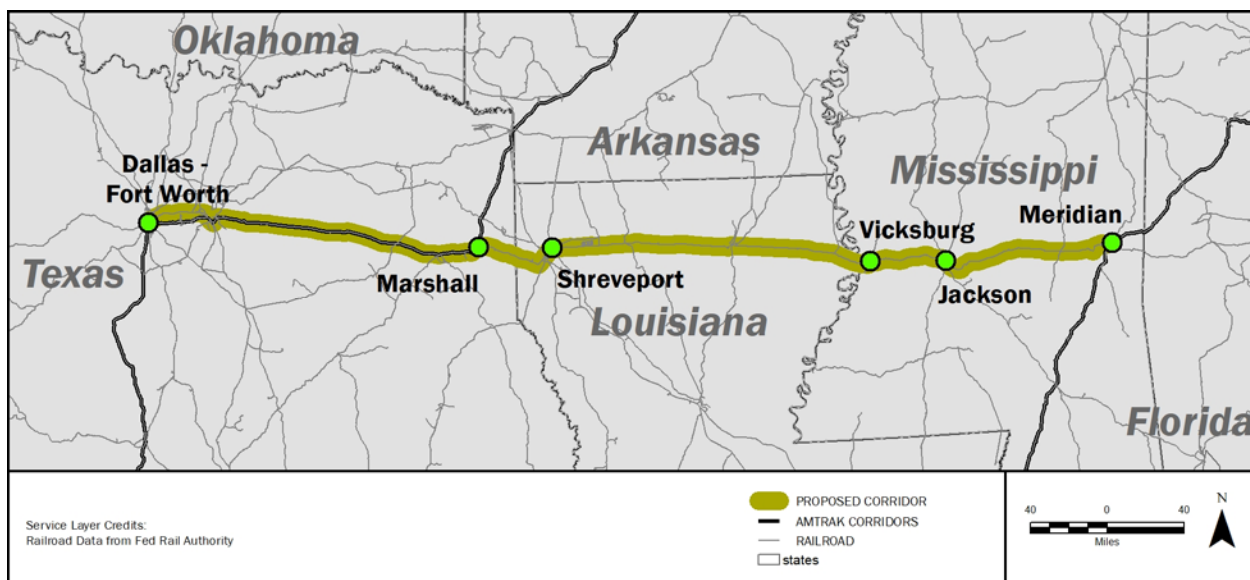 Oklahoma
Arkansas
Mississippi
Dallas -
Fort Worth
Meridian
Vicksburg
Texas
Marshall
Shreveport
Jackson
Louisiana
Florida
Service Layer Credits:
Railroad Data from Fed Rail Authority
PROPOSED CORRIDOR
AMTRAK CORRIDORS
RAILROAD
states
40 0 40
Miles
N